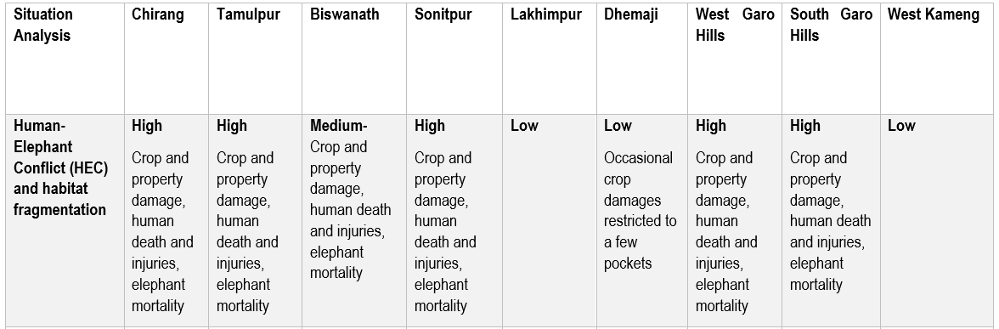 Situation
Analysis
Chirang
Tamulpur
Biswanath
Sonitpur
Lakhimpur
Dhemaji
West Garo
Hills
South Garo
Hills
West Kameng
Human-
Elephant
Conflict (HEC)
and habitat
fragmentation
High
Crop and
property
damage,
human
death and
injuries,
elephant
mortality
High
Crop and
property
damage,
human
death and
injuries,
elephant
mortality
Medium-
Crop and
property
damage,
human death
and injuries,
elephant
mortality
High
Crop and
property
damage,
human
death and
injuries,
elephant
mortality
Low
Low
Occasional
crop
damages
restricted to
a few
pockets
High
Crop and
property
damage,
human
death and
injuries,
elephant
mortality
High
Crop and
property
damage,
human death
and injuries,
elephant
mortality
Low